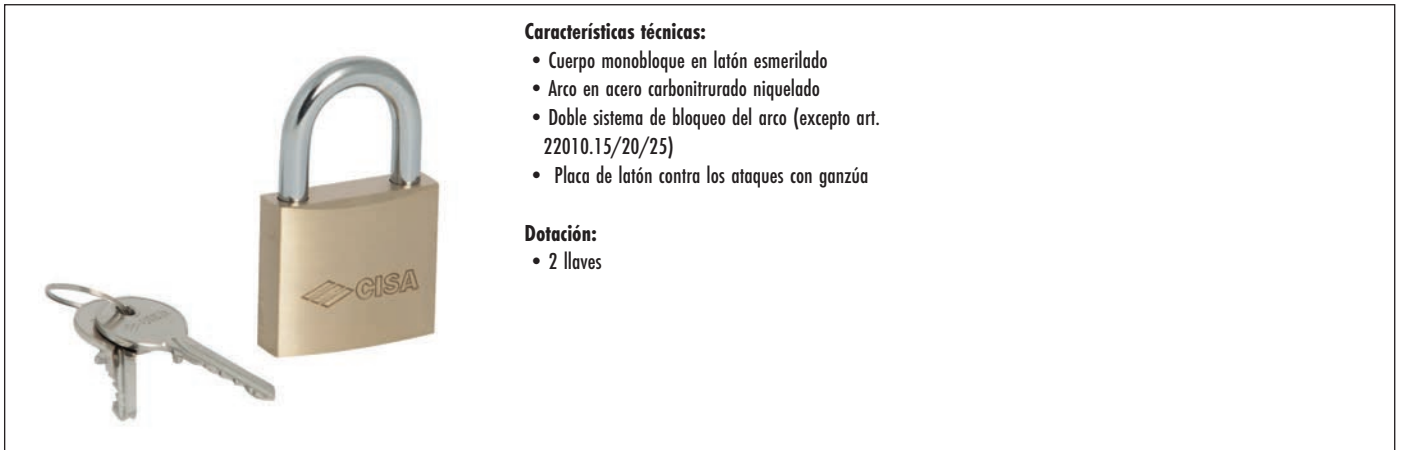 Características técnicas:
• Cuerpo monobloque en latón esmerilado
• Arco en acero carbonitrurado niquelado
• Doble sistema de bloqueo del arco (excepto art.
22010.15/20/25)
• Placa de latón contra los ataques con ganzúa
Dotación:
• 2 llaves
CISA